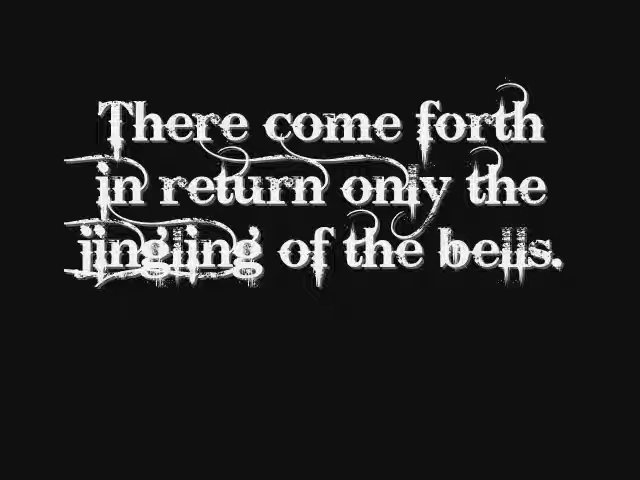 There come forth
in return only the
jingling of the bells.